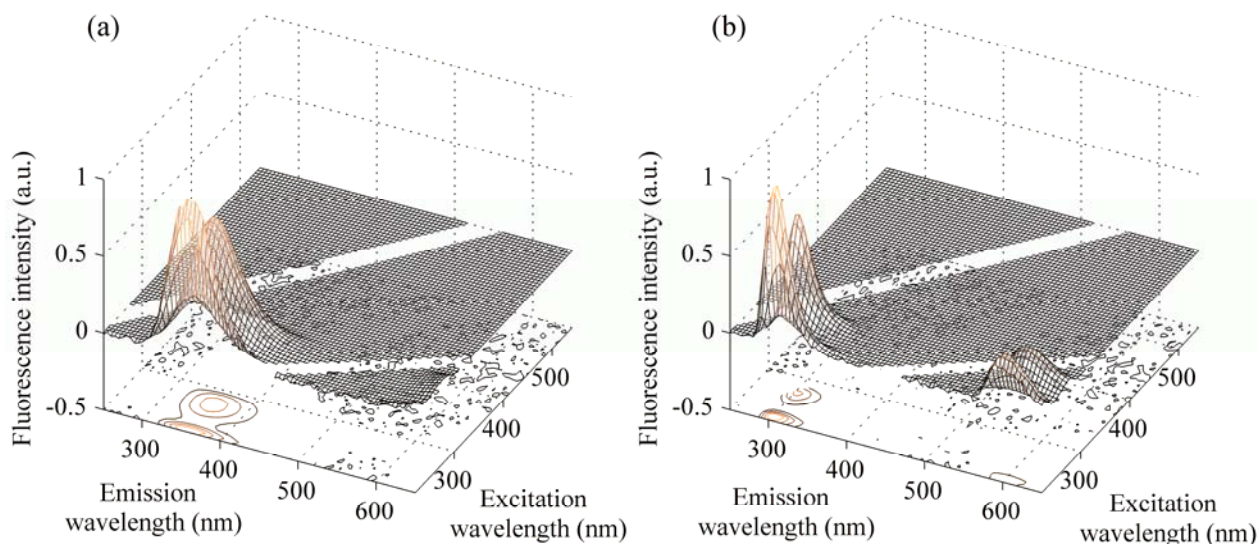 (a)
Fluorescence intensity (a.u.)
1
0.5
0
-0.5
300
400
500
600
Emission
wavelength (nm)
300
400
500
Excitation
wavelength (nm)
(b)
Fluorescence intensity (a.u.)
1
0.5
0
-0.5
300
400
500
600
Emission
wavelength (nm)
300
400
500
Excitation
wavelength (nm)